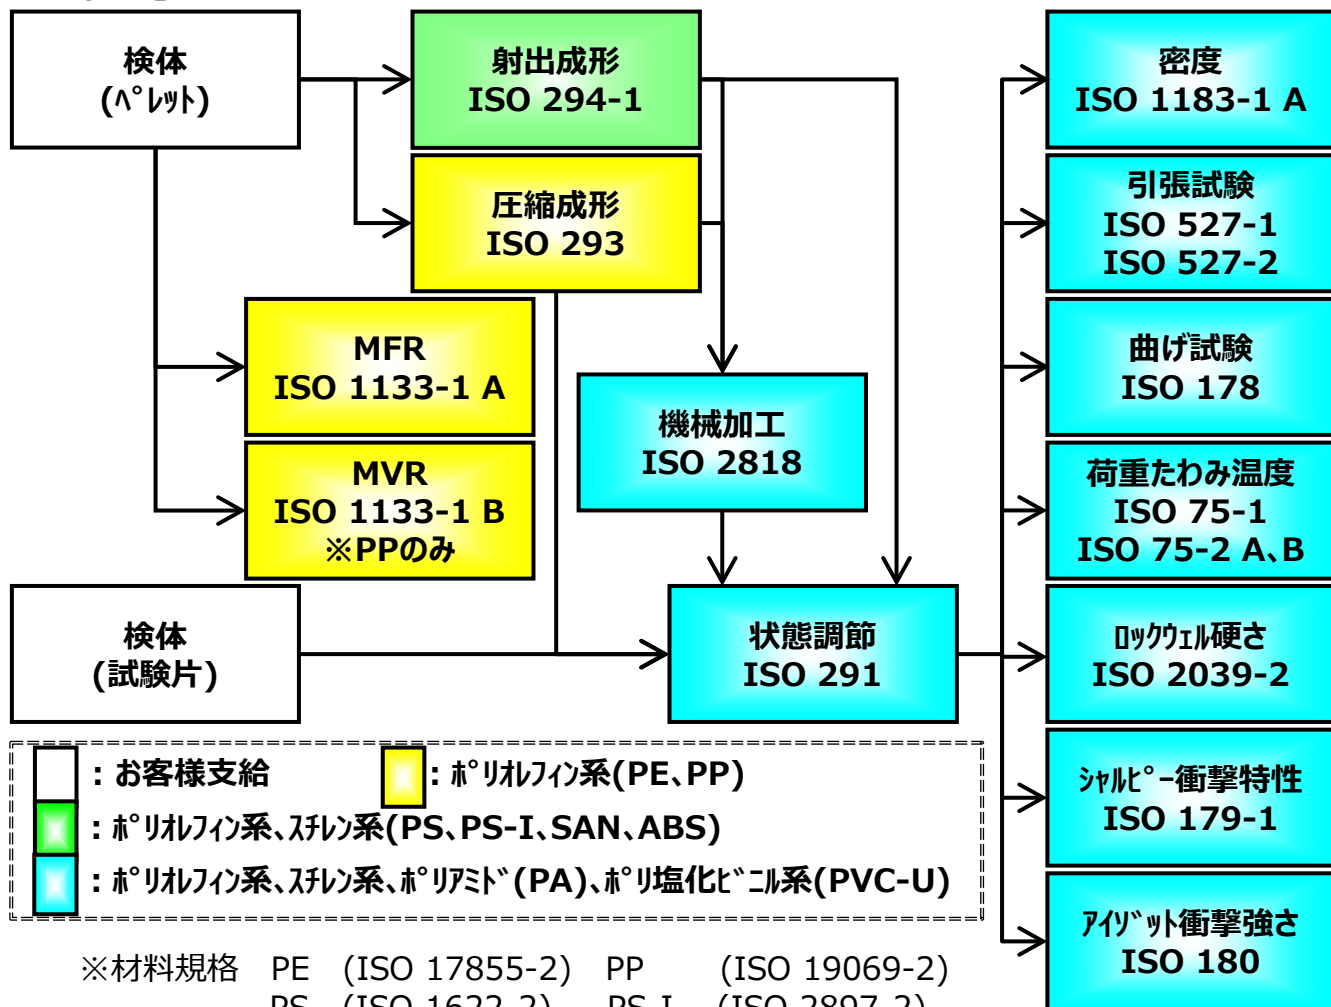 検体
(ﾍﾟﾚｯﾄ)
射出成形
ISO 294-1
圧縮成形
ISO 293
MFR
ISO 1133-1 A
MVR
ISO 1133-1 B
※PPのみ
機械加工
ISO 2818
検体
(試験片)
状態調節
ISO 291
密度
ISO 1183-1 A
引張試験
ISO 527-1
ISO 527-2
曲げ試験
ISO 178
荷重たわみ温度
ISO 75-1
ISO 75-2 A、B
ﾛｯｸｳｪﾙ硬さ
ISO 2039-2
ｼｬﾙﾋﾟｰ衝撃特性
ISO 179-1
ｱｲｿﾞｯﾄ衝撃強さ
ISO 180
：お客様支給
：ﾎﾟﾘｵﾚﾌｨﾝ系(PE、PP)
：ﾎﾟﾘｵﾚﾌｨﾝ系、ｽﾁﾚﾝ系(PS、PS-I、SAN、ABS)
：ﾎﾟﾘｵﾚﾌｨﾝ系、ｽﾁﾚﾝ系、ﾎﾟﾘｱﾐﾄﾞ(PA)、ﾎﾟﾘ塩化ﾋﾞﾆﾙ系(PVC-U)
※材料規格 PE (ISO 17855-2) PP (ISO 19069-2)
PS (ISO 1622-2) PS-I (ISO 2897-2)